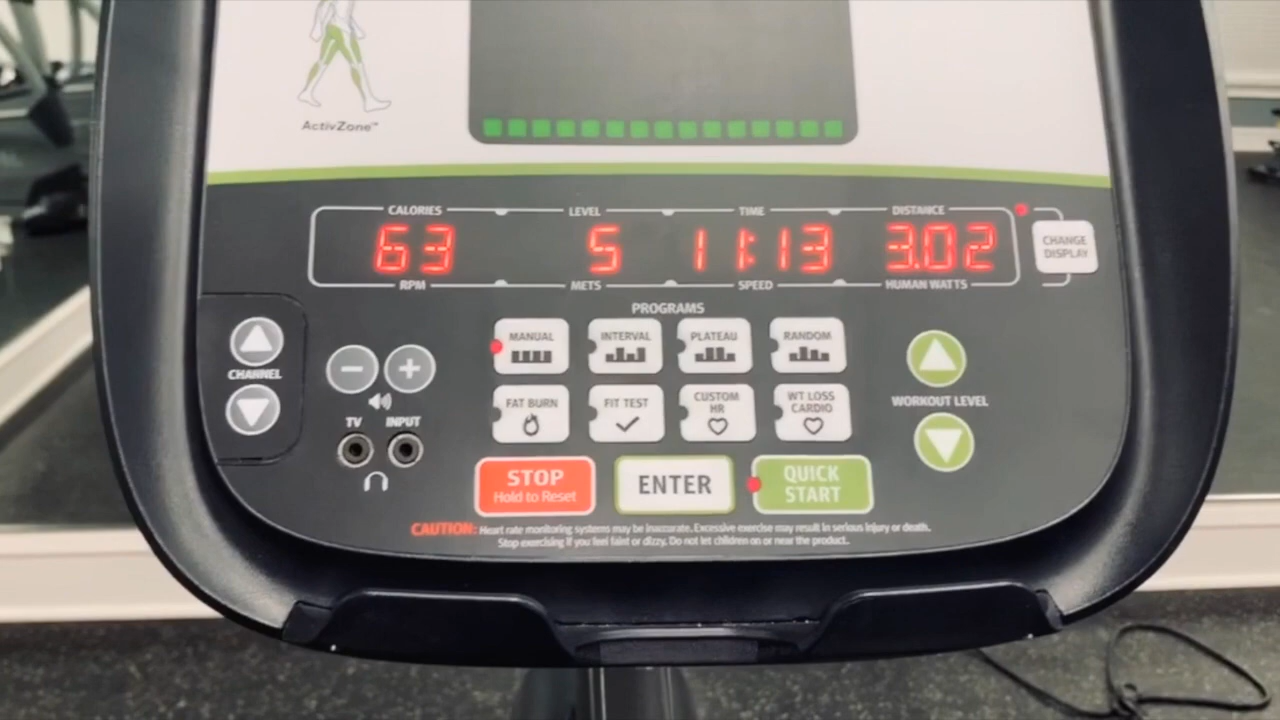 ActivZone™
CALORIES LEVEL TIME DISTANCE
63 5 11:13 3.02
CHANGE
DISPLAY
RPM METS SPEED HUMAN WATTS
PROGRAMS
MANUAL INTERVAL PLATEAU RANDOM
CHANNEL
FAT BURN FIT TEST CUSTOM
HR WT LOSS
CARDIO
WORKOUT LEVEL
TV INPUT
STOP
Hold to Reset
ENTER
QUICK
START
CAUTION: Heart rate monitoring systems may be inaccurate. Excessive exercise may result in serious injury or death.
Stop exercising if you feel faint or dizzy. Do not let children on or near the product.